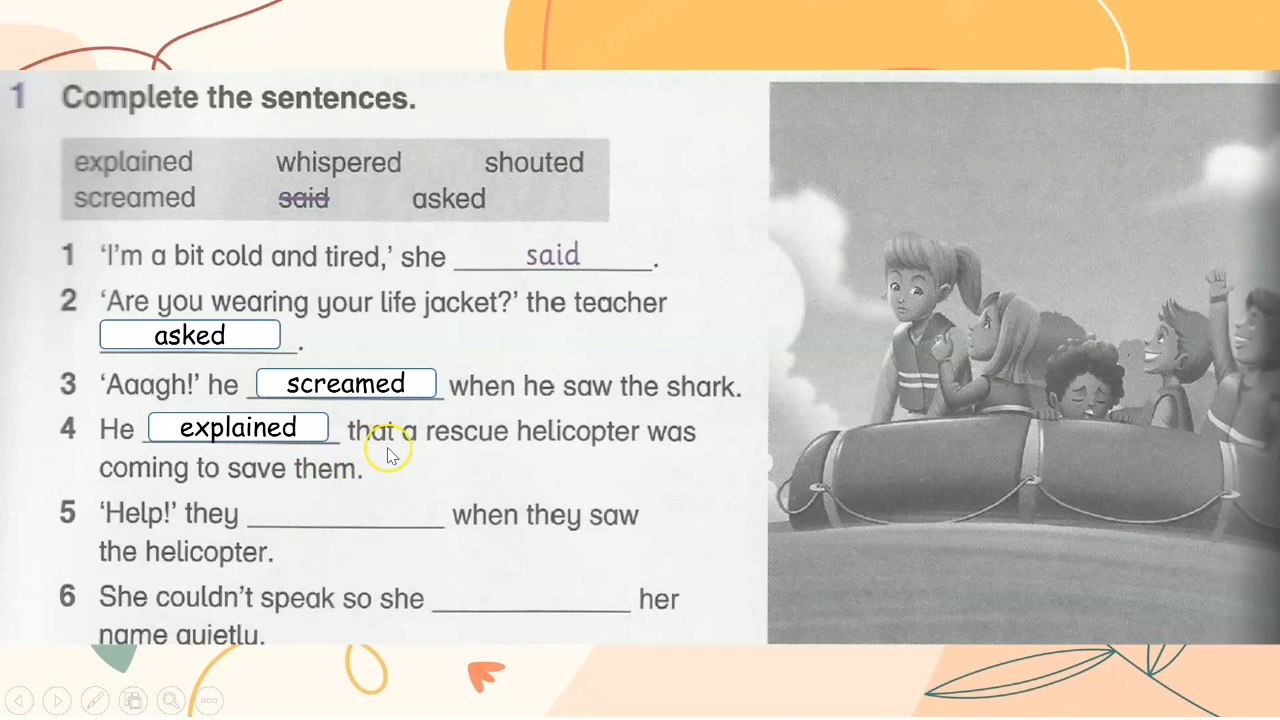 1 Complete the sentences.
explained whispered shouted
screamed said asked
1 ‘I’m a bit cold and tired,’ she said.
2 ‘Are you wearing your life jacket?’ the teacher
asked.
3 ‘Aaagh!’ he screamed when he saw the shark.
4 He explained that a rescue helicopter was
coming to save them.
5 ‘Help!’ they ____________ when they saw
the helicopter.
6 She couldn’t speak so she ____________ her
name quietly.